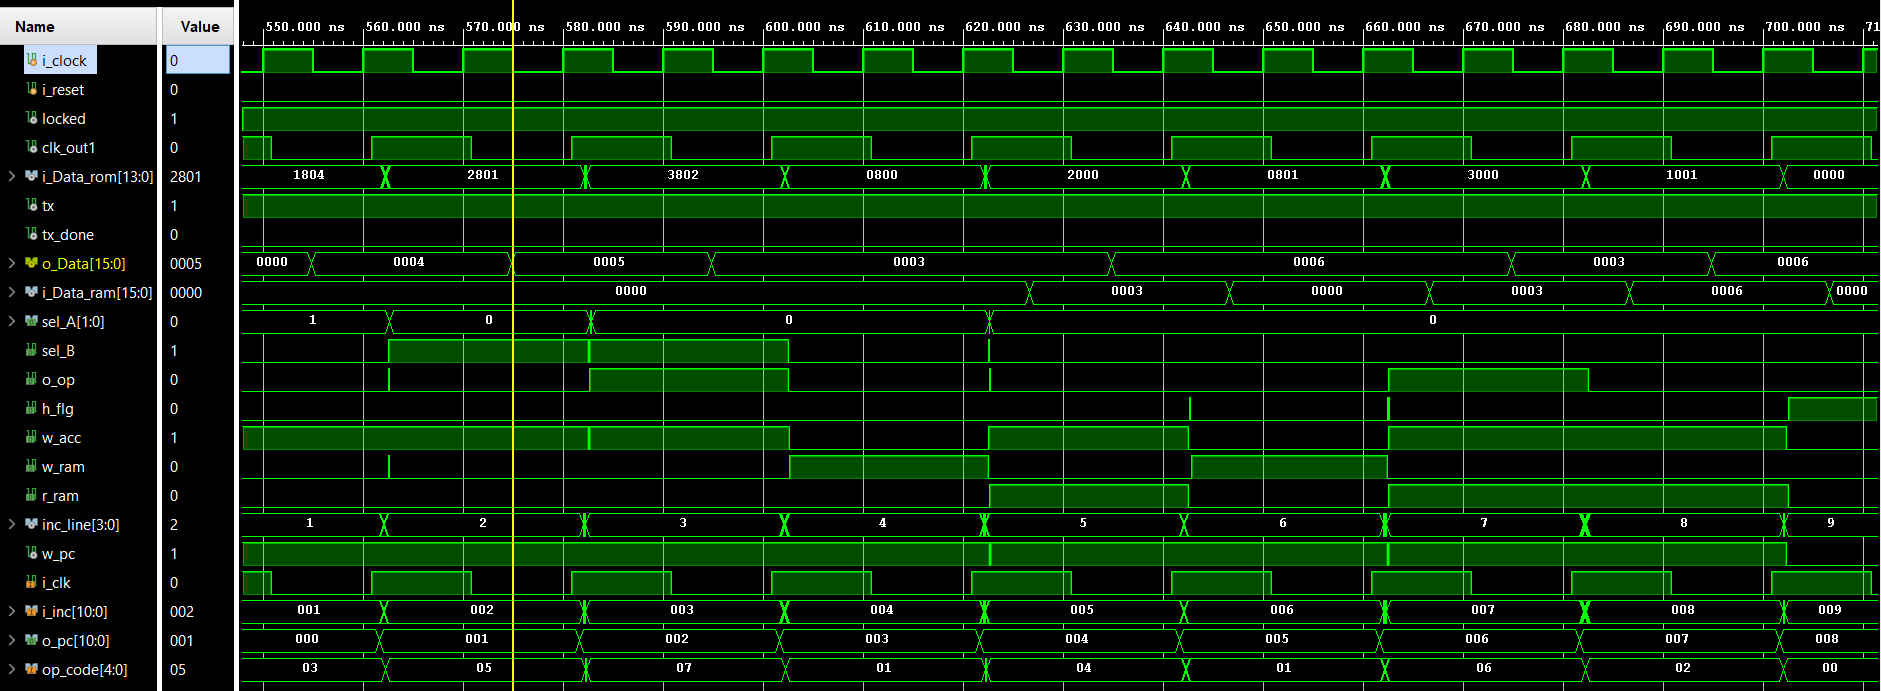 Name Value 550.000 ns 560.000 ns 570.000 ns 580.000 ns 590.000 ns 600.000 ns 610.000 ns 620.000 ns 630.000 ns 640.000 ns 650.000 ns 660.000 ns 670.000 ns 680.000 ns 690.000 ns 700.000 ns 71
i_clock 0
i_reset 0
locked 1
clk_out1 0
i_Data_rom[13:0] 2801 1804 2801 3802 0800 2000 0801 3000 1001 0000
tx 1
tx_done 0
o_Data[15:0] 0005 0000 0004 0005 0003 0006 0003 0006
i_Data_ram[15:0] 0000 0000 0003 0000 0003 0006 0000
sel_A[1:0] 0 1 0 0 0
sel_B 1
o_op 0
h_flg 0
w_acc 1
w_ram 0
r_ram 0
inc_line[3:0] 2 1 2 3 4 5 6 7 8 9
w_pc 1
i_clk 0
i_inc[10:0] 002 001 002 003 004 005 006 007 008 009
o_pc[10:0] 001 000 001 002 003 004 005 006 007 008
op_code[4:0] 05 03 05 07 01 04 01 06 02 00